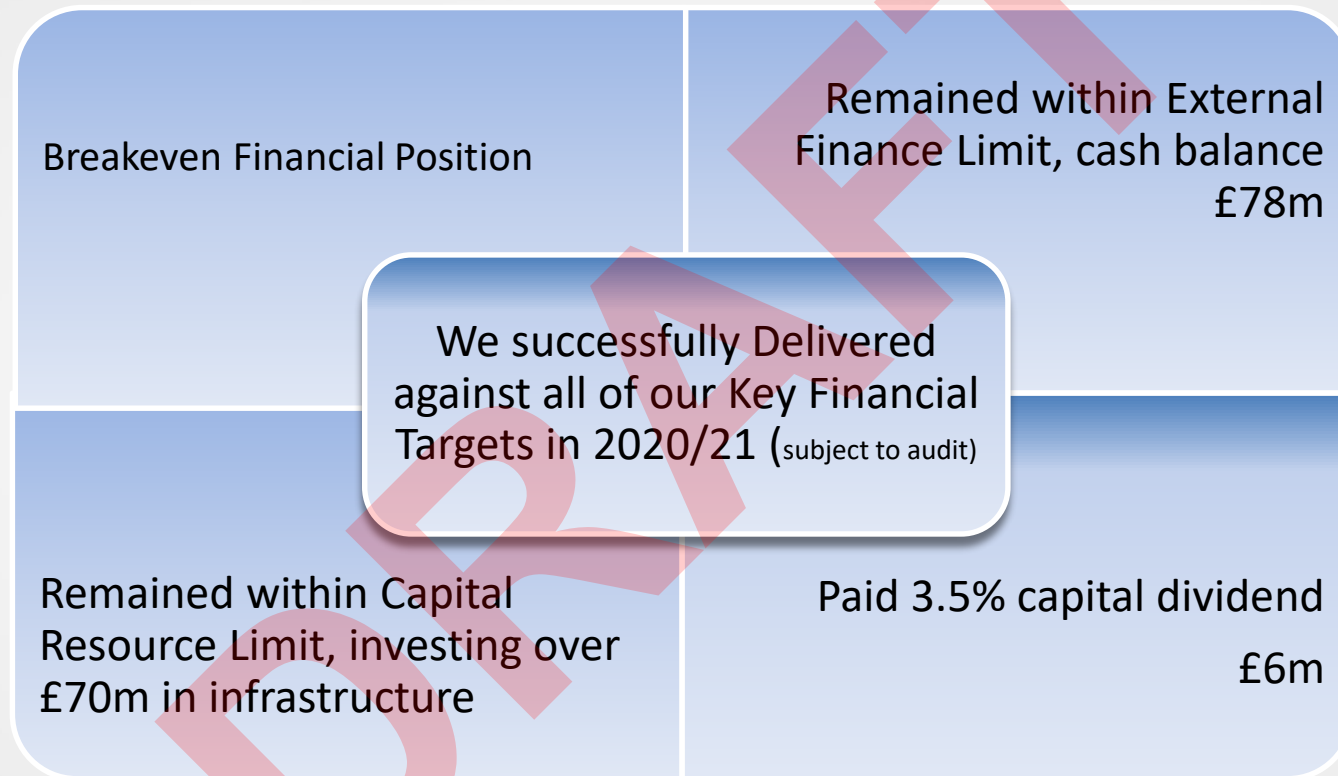 Breakeven Financial Position
Remained within External
Finance Limit, cash balance
£78m
We successfully Delivered
against all of our Key Financial
Targets in 2020/21 (subject to audit)
Remained within Capital
Resource Limit, investing over
£70m in infrastructure
Paid 3.5% capital dividend
£6m
DRAFT